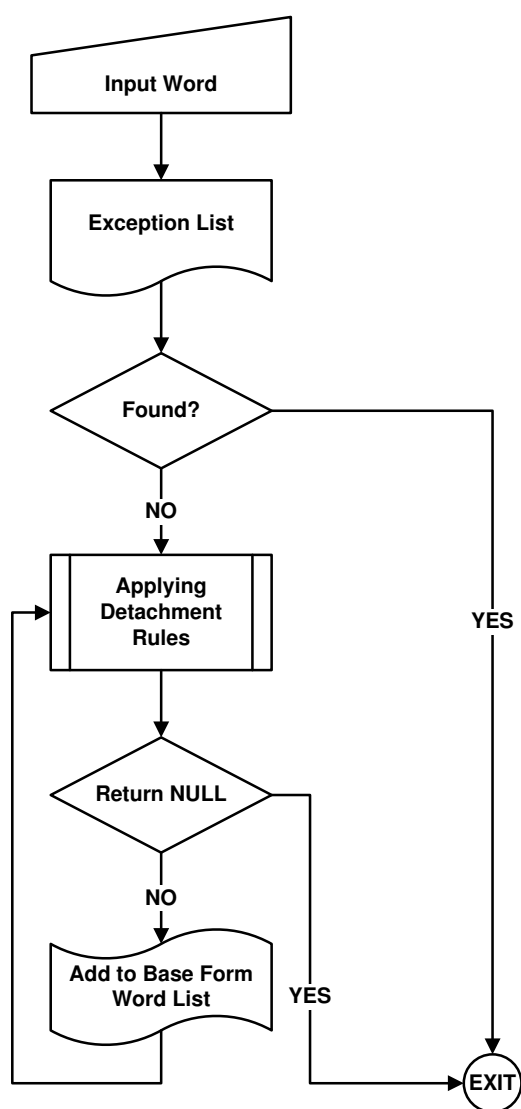 Input Word
Exception List
Found?
NO
YES
Applying
Detachment
Rules
Return NULL
NO
YES
Add to Base Form
Word List
EXIT